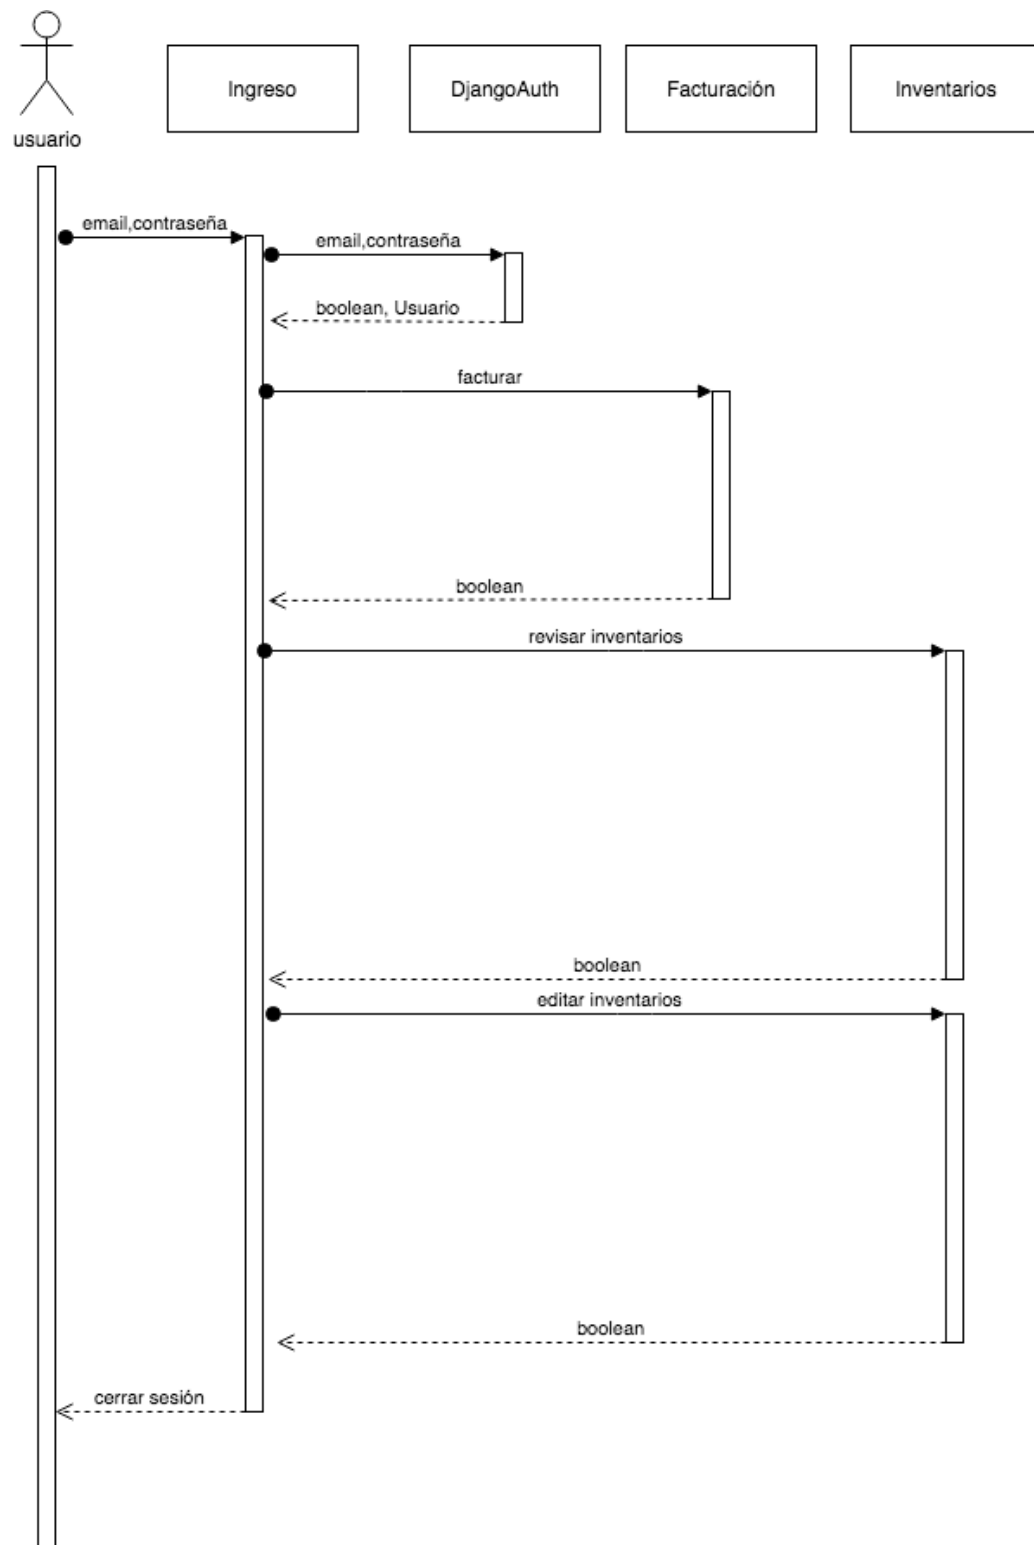 usuario
Ingreso
DjangoAuth
Facturación
Inventarios
email,contraseña
email,contraseña
boolean, Usuario
facturar
boolean
revisar inventarios
boolean
editar inventarios
boolean
cerrar sesión